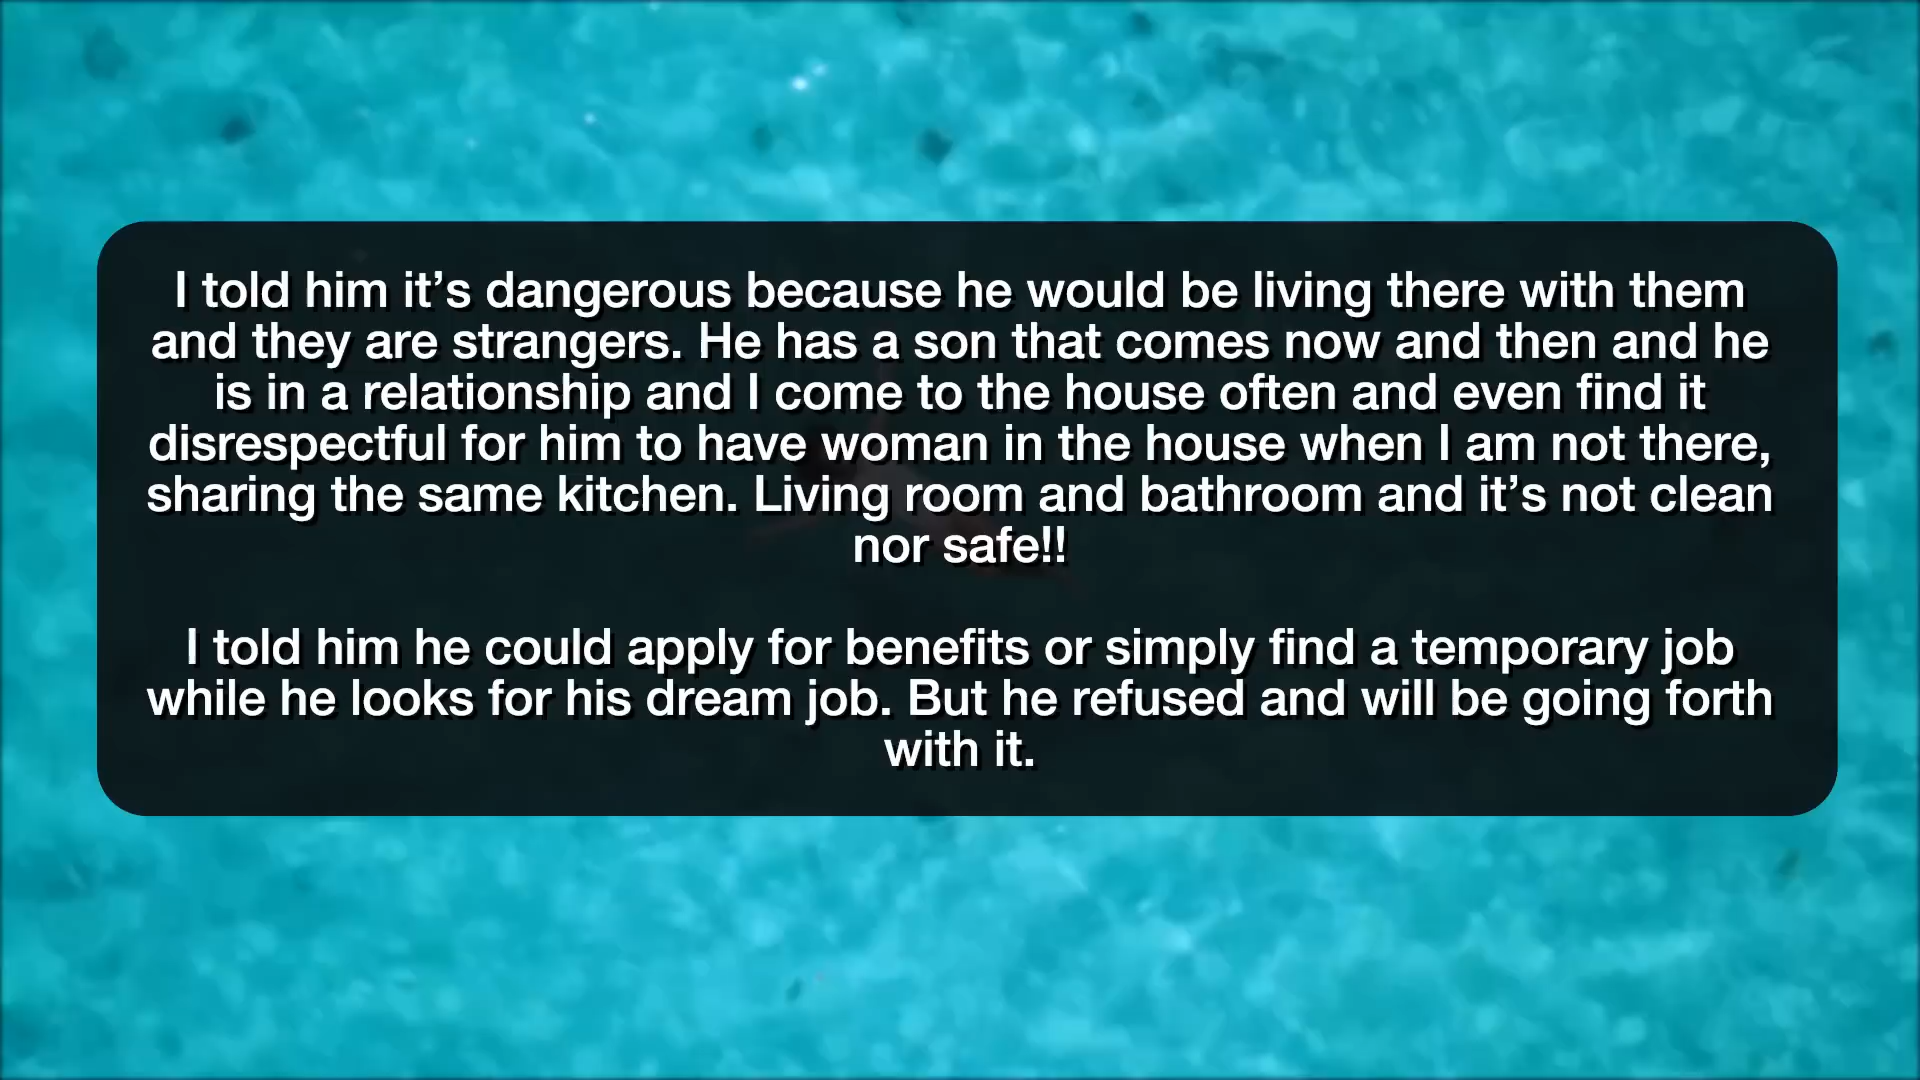 I told him it’s dangerous because he would be living there with them
and they are strangers. He has a son that comes now and then and he
is in a relationship and I come to the house often and even find it
disrespectful for him to have woman in the house when I am not there,
sharing the same kitchen. Living room and bathroom and it’s not clean
nor safe!!
I told him he could apply for benefits or simply find a temporary job
while he looks for his dream job. But he refused and will be going forth
with it.